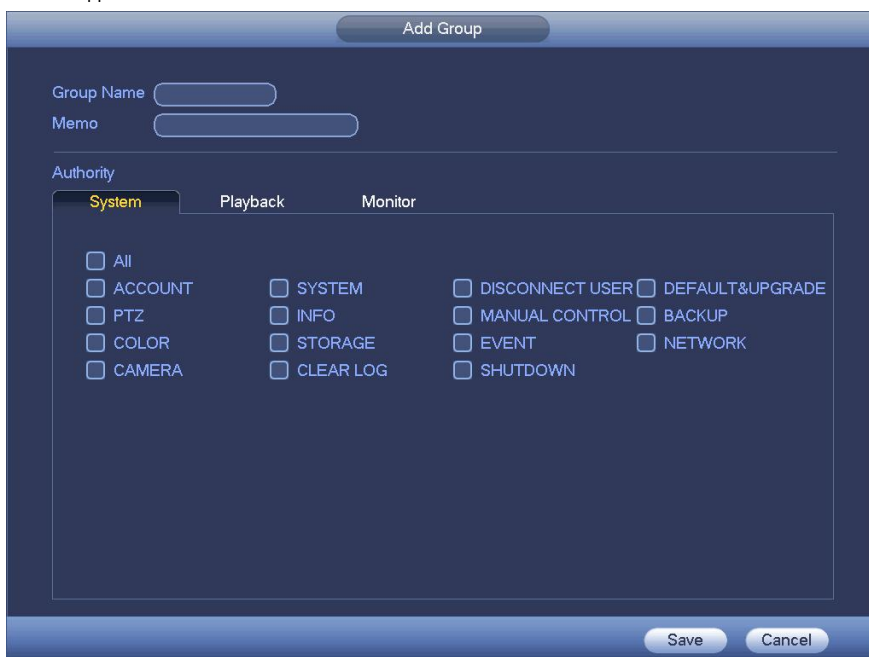 Add Group
Group Name
Memo
Authority
System Playback Monitor
All
ACCOUNT SYSTEM DISCONNECT USER DEFAULT&UPGRADE
PTZ INFO MANUAL CONTROL BACKUP
COLOR STORAGE EVENT NETWORK
CAMERA CLEAR LOG SHUTDOWN
Save Cancel